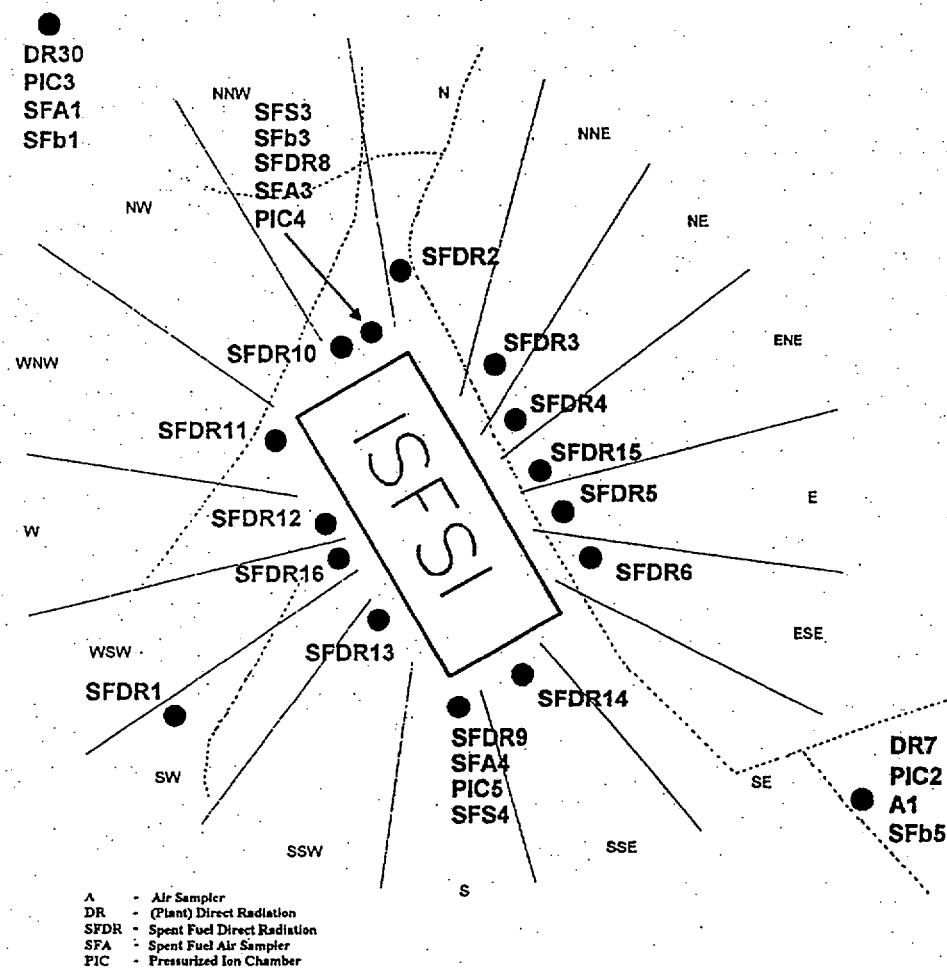 DR30
PIC3
SFA1
SFb1
NNW
N
SFS3
SFb3
SFDR8
SFA3
PIC4
NNE
NW
NE
SFDR2
SFDR10
SFDR3
ENE
WNW
SFDR4
SFDR11
SFDR15
ISFSI
SFDR5
E
SFDR12
W
SFDR16
SFDR6
ESE
WSW
SFDR13
SFDR1
SFDR14
SFDR9
SFA4
PIC5
SFS4
DR7
PIC2
A1
SFb5
SW
SE
SSW
SSE
S
A - Air Sampler
DR - (Plant) Direct Radiation
SFDR - Spent Fuel Direct Radiation
SFA - Spent Fuel Air Sampler
PIC - Pressurized Ion Chamber